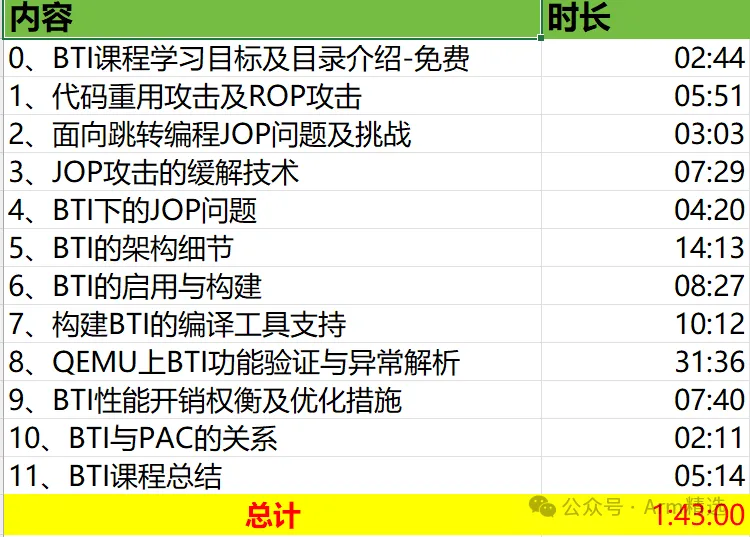 内容 时长
0、BTI课程学习目标及目录介绍-免费 02:44
1、代码重用攻击及ROP攻击 05:51
2、面向跳转编程JOP问题及挑战 03:03
3、JOP攻击的缓解技术 07:29
4、BTI下的JOP问题 04:20
5、BTI的架构细节 14:13
6、BTI的启用与构建 08:27
7、构建BTI的编译工具支持 10:12
8、QEMU上BTI功能验证与异常解析 31:36
9、BTI性能开销权衡及优化措施 07:40
10、BTI与PAC的关系 02:11
11、BTI课程总结 05:14
总计 1:43:00
公众号 · Arm精选